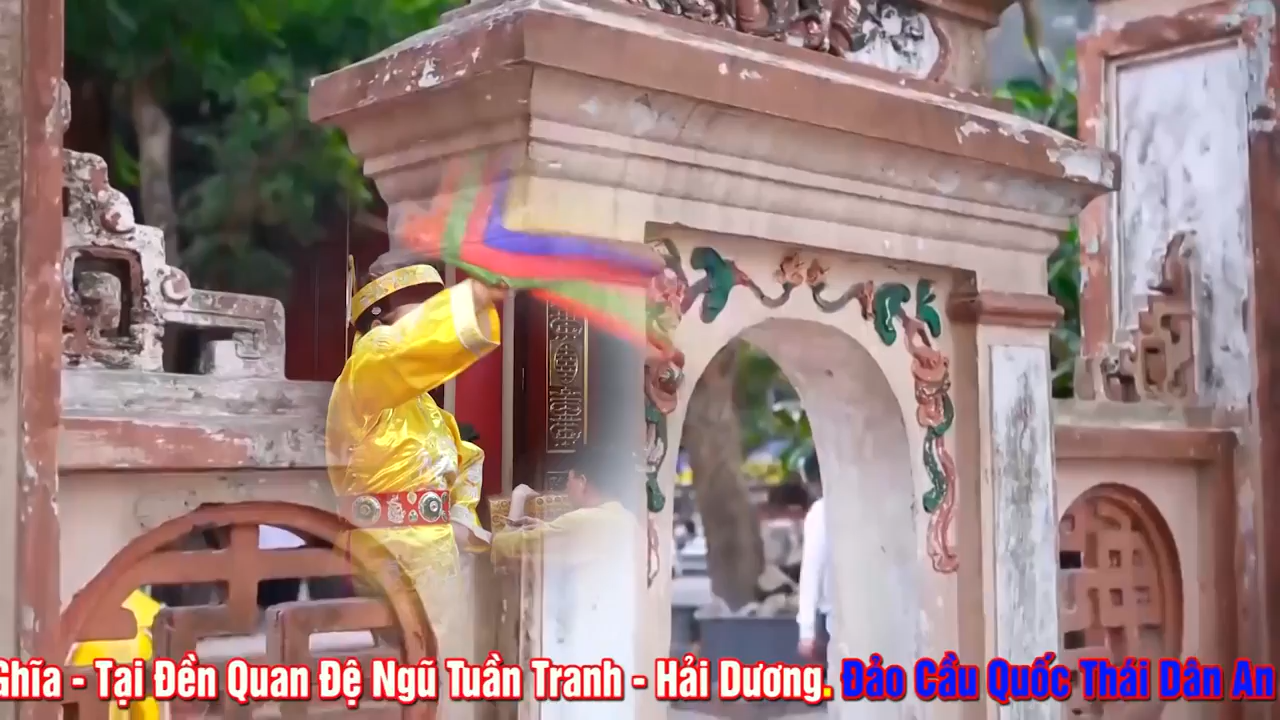 Ghĩa - Tại Đền Quan Đệ Ngũ Tuần Tranh - Hải Dương. Đảo Cầu Quốc Thái Dân An